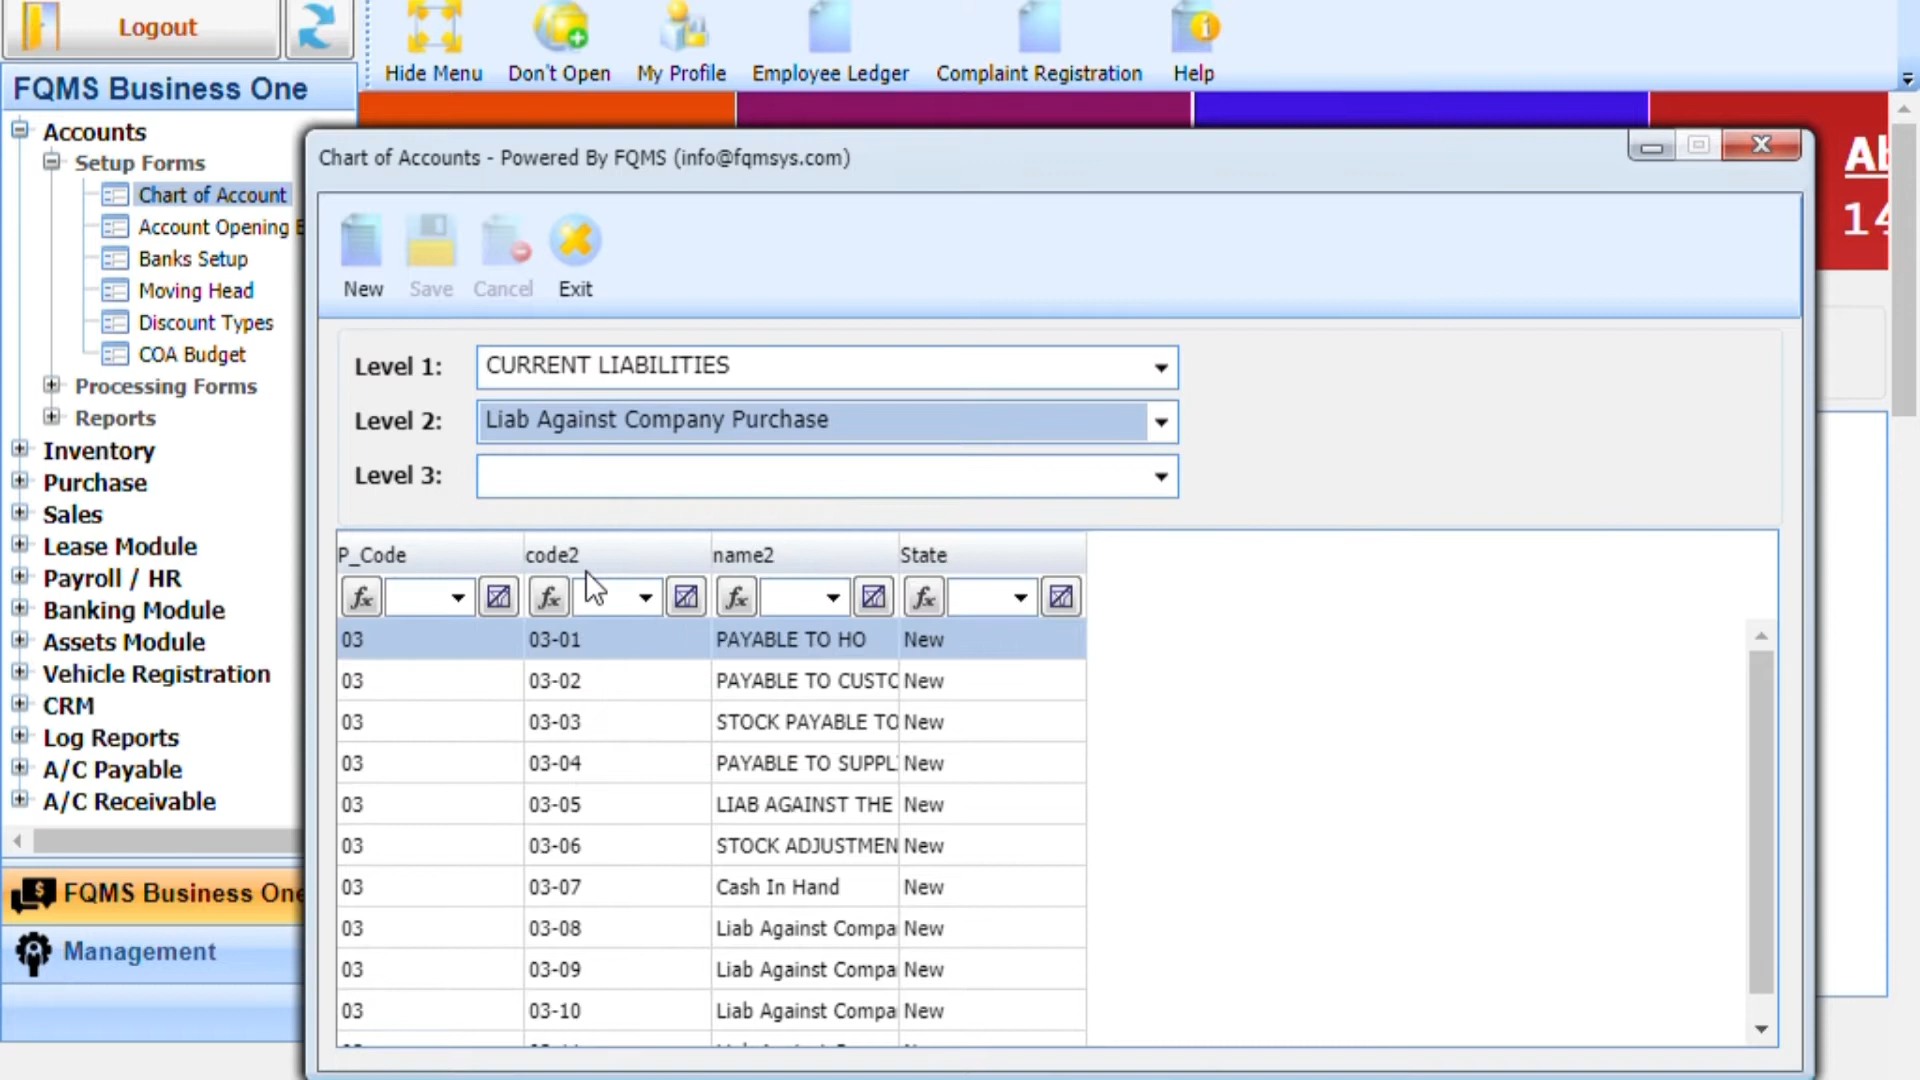 Logout
Hide Menu
Don't Open
My Profile
Employee Ledger
Complaint Registration
Help
FQMS Business One
Accounts
Setup Forms
Chart of Account
Account Opening
Banks Setup
Moving Head
Discount Types
COA Budget
Processing Forms
Reports
Inventory
Purchase
Sales
Lease Module
Payroll / HR
Banking Module
Assets Module
Vehicle Registration
CRM
Log Reports
A/C Payable
A/C Receivable
FQMS Business One
Management
Chart of Accounts - Powered By FQMS (info@fqmsys.com)
New
Save
Cancel
Exit
Level 1: CURRENT LIABILITIES
Level 2: Liab Against Company Purchase
Level 3:
P_Code code2 name2 State
fx fx fx fx
03 03-01 PAYABLE TO HO New
03 03-02 PAYABLE TO CUSTO New
03 03-03 STOCK PAYABLE TO New
03 03-04 PAYABLE TO SUPPL New
03 03-05 LIAB AGAINST THE New
03 03-06 STOCK ADJUSTMEN New
03 03-07 Cash In Hand New
03 03-08 Liab Against Compa New
03 03-09 Liab Against Compa New
03 03-10 Liab Against Compa New